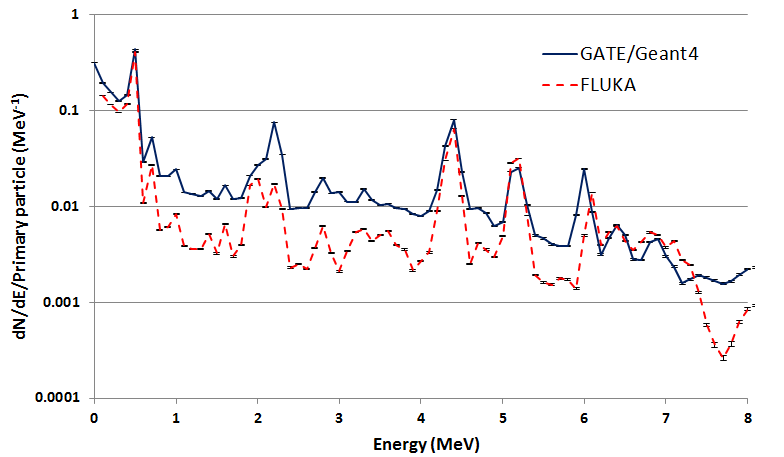 dN/dE/Primary particle (MeV-1)
1
0.1
0.01
0.001
0.0001
GATE/Geant4
FLUKA
0 1 2 3 4 5 6 7 8
Energy (MeV)